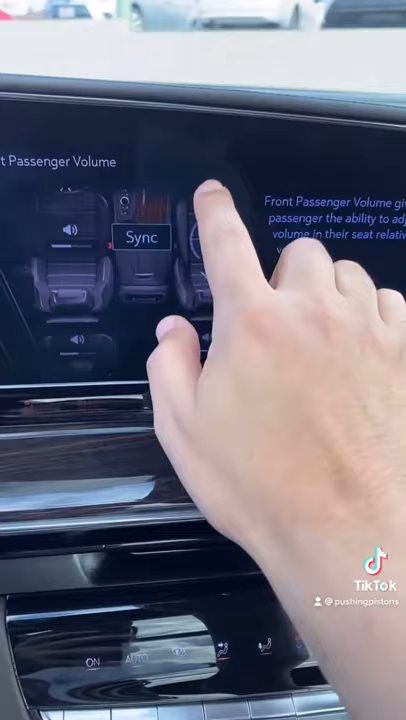 t Passenger Volume
Sync
Front Passenger Volume giv
passenger the ability to adj
volume in their seat relativ
TikTok
@pushingpistons
ON
AUTO